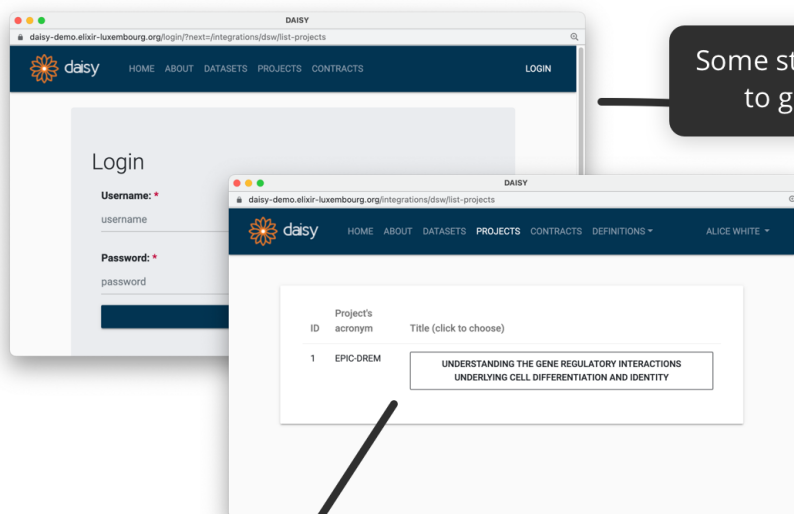 DAISY
daisy-demo.elixir-luxembourg.org/login/?next=/integrations/dsw/list-projects
daisy HOME ABOUT DATASETS PROJECTS CONTRACTS LOGIN
Some st
to g
Login
Username: *
username
Password: *
password
DAISY
daisy-demo.elixir-luxembourg.org/integrations/dsw/list-projects
daisy HOME ABOUT DATASETS PROJECTS CONTRACTS DEFINITIONS ALICE WHITE
Project's
ID acronym Title (click to choose)
1 EPIC-DREM UNDERSTANDING THE GENE REGULATORY INTERACTIONS
UNDERLYING CELL DIFFERENTIATION AND IDENTITY